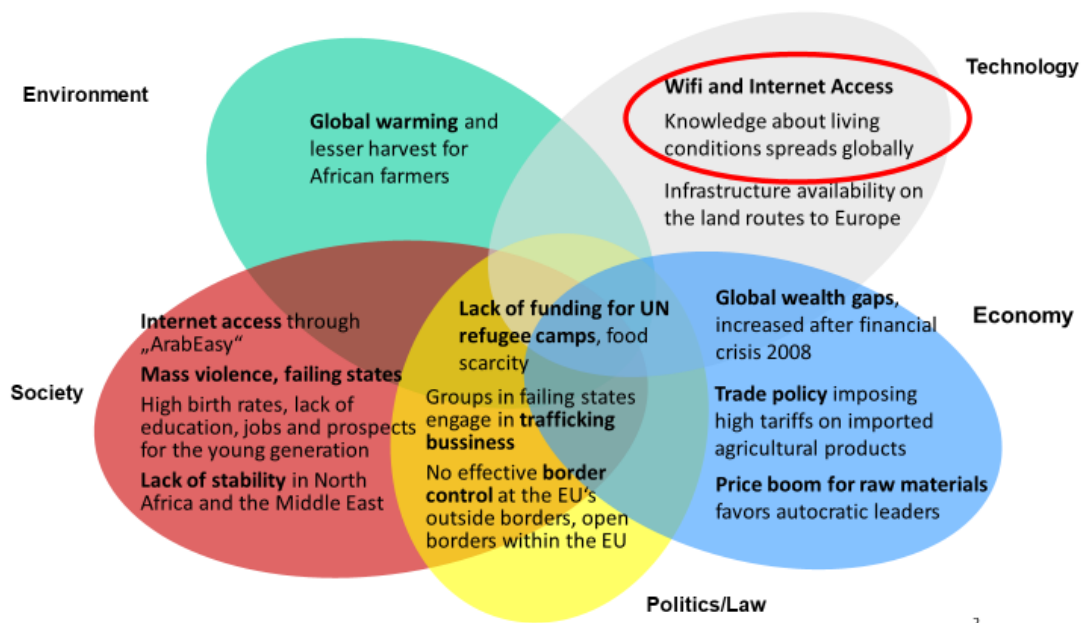 Environment
Global warming and
lesser harvest for
African farmers
Technology
Wifi and Internet Access
Knowledge about living
conditions spreads globally
Infrastructure availability on
the land routes to Europe
Society
Internet access through
„ArabEasy“
Mass violence, failing states
High birth rates, lack of
education, jobs and prospects
for the young generation
Lack of stability in North
Africa and the Middle East
Lack of funding for UN
refugee camps, food
scarcity
Groups in failing states
engage in trafficking
bussiness
No effective border
control at the EU‘s
outside borders, open
borders within the EU
Economy
Global wealth gaps,
increased after financial
crisis 2008
Trade policy imposing
high tariffs on imported
agricultural products
Price boom for raw materials
favors autocratic leaders
Politics/Law